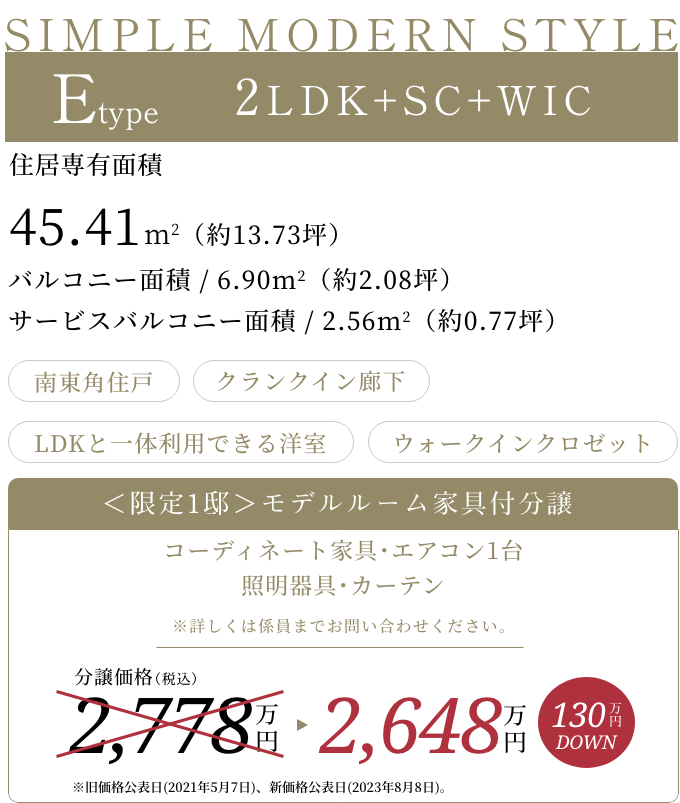 SIMPLE MODERN STYLE
Etype 2LDK+SC+WIC
住居専有面積
45.41m²（約13.73坪）
バルコニー面積 / 6.90m²（約2.08坪）
サービスバルコニー面積 / 2.56m²（約0.77坪）
南東角住戸 クランクイン廊下
LDKと一体利用できる洋室 ウォークインクロゼット
＜限定1邸＞モデルルーム家具付分譲
コーディネート家具･エアコン1台
照明器具･カーテン
※詳しくは係員までお問い合わせください。
分譲価格（税込）
2,778万円 ▶ 2,648万円 130万円 DOWN
※旧価格公表日(2021年5月7日)、新価格公表日(2023年8月8日)。